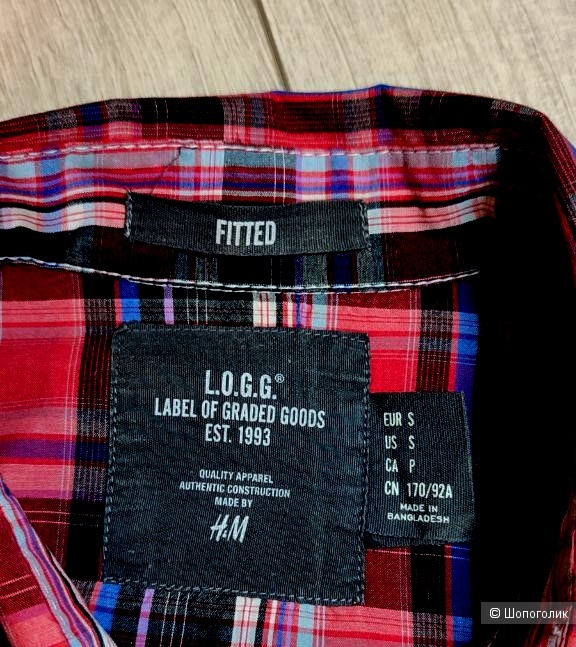 FITTED
L.O.G.G.®
LABEL OF GRADED GOODS
EST. 1993
QUALITY APPAREL
AUTHENTIC CONSTRUCTION
MADE BY
H&M
EUR S
US S
CA P
CN 170/92A
MADE IN
BANGLADESH
© Шопоголик